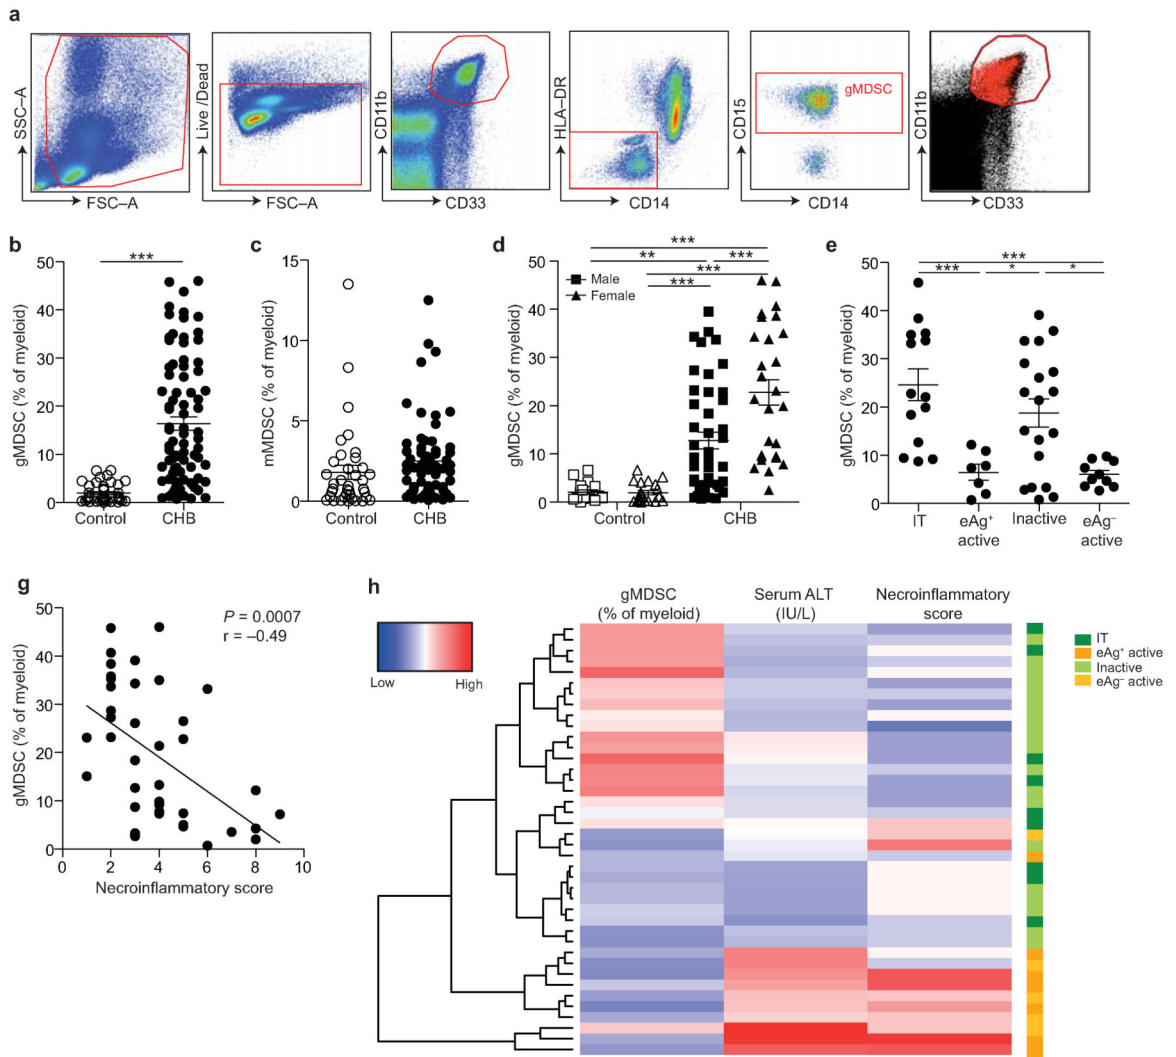 a
SSC–A
FSC–A
Live /Dead
FSC–A
CD11b
CD33
HLA–DR
CD14
CD15
gMDSC
CD14
CD11b
CD33
b
gMDSC (% of myeloid)
50
40
30
20
10
0
***
Control
CHB
c
mMDSC (% of myeloid)
15
10
5
0
Control
CHB
d
gMDSC (% of myeloid)
50
40
30
20
10
0
Male
Female
***
**
***
***
***
Control
CHB
e
gMDSC (% of myeloid)
50
40
30
20
10
0
***
***
*
*
IT
eAg⁺ active
Inactive
eAg⁻ active
g
gMDSC (% of myeloid)
50
40
30
20
10
0
P = 0.0007
r = –0.49
0 2 4 6 8 10
Necroinflammatory score
h
Low
High
gMDSC
(% of myeloid)
Serum ALT
(IU/L)
Necroinflammatory
score
IT
eAg⁺ active
Inactive
eAg⁻ active